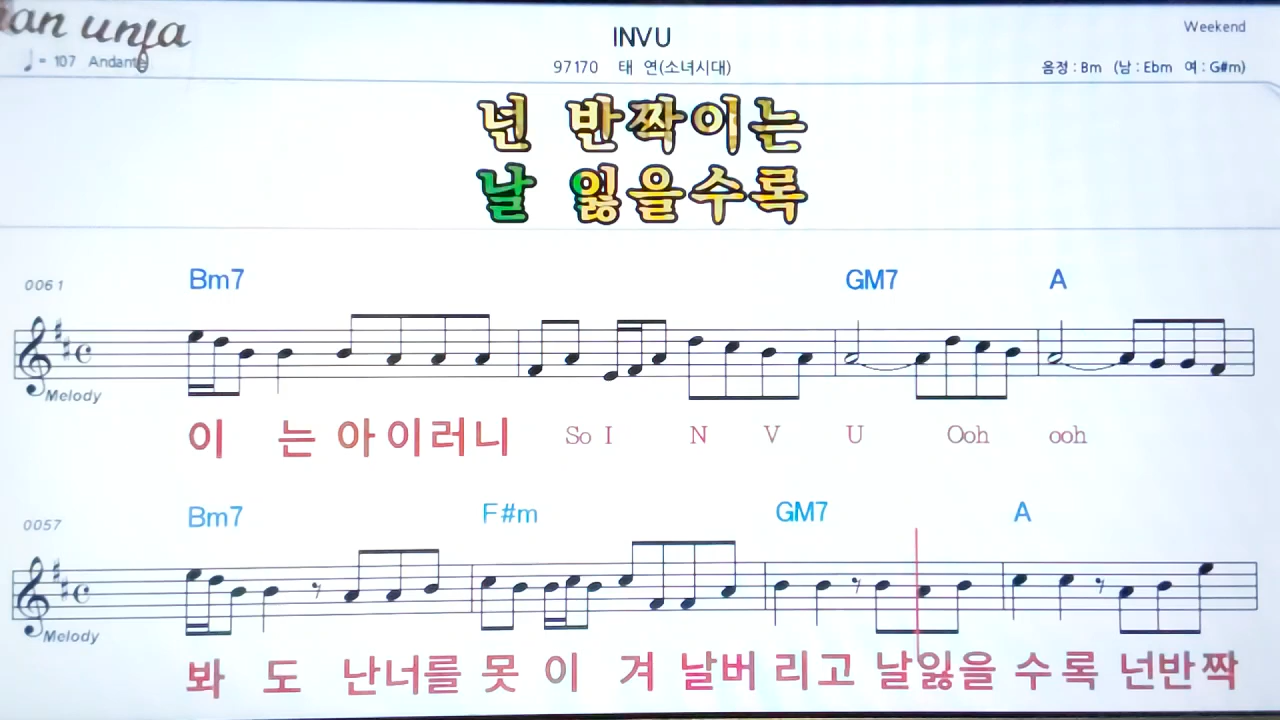 an unja
INVU
Weekend
♩= 107 Andante
97170 태 연(소녀시대)
음정 : Bm (남 : Ebm 여 : G#m)
넌 반짝이는
날 잃을수록
0061
Bm7 GM7 A
Melody
이 는 아 이 러 니 So I N V U Ooh ooh
0057
Bm7 F#m GM7 A
Melody
봐 도 난너를 못 이 겨 날버 리고 날잃을 수 록 넌반 짝